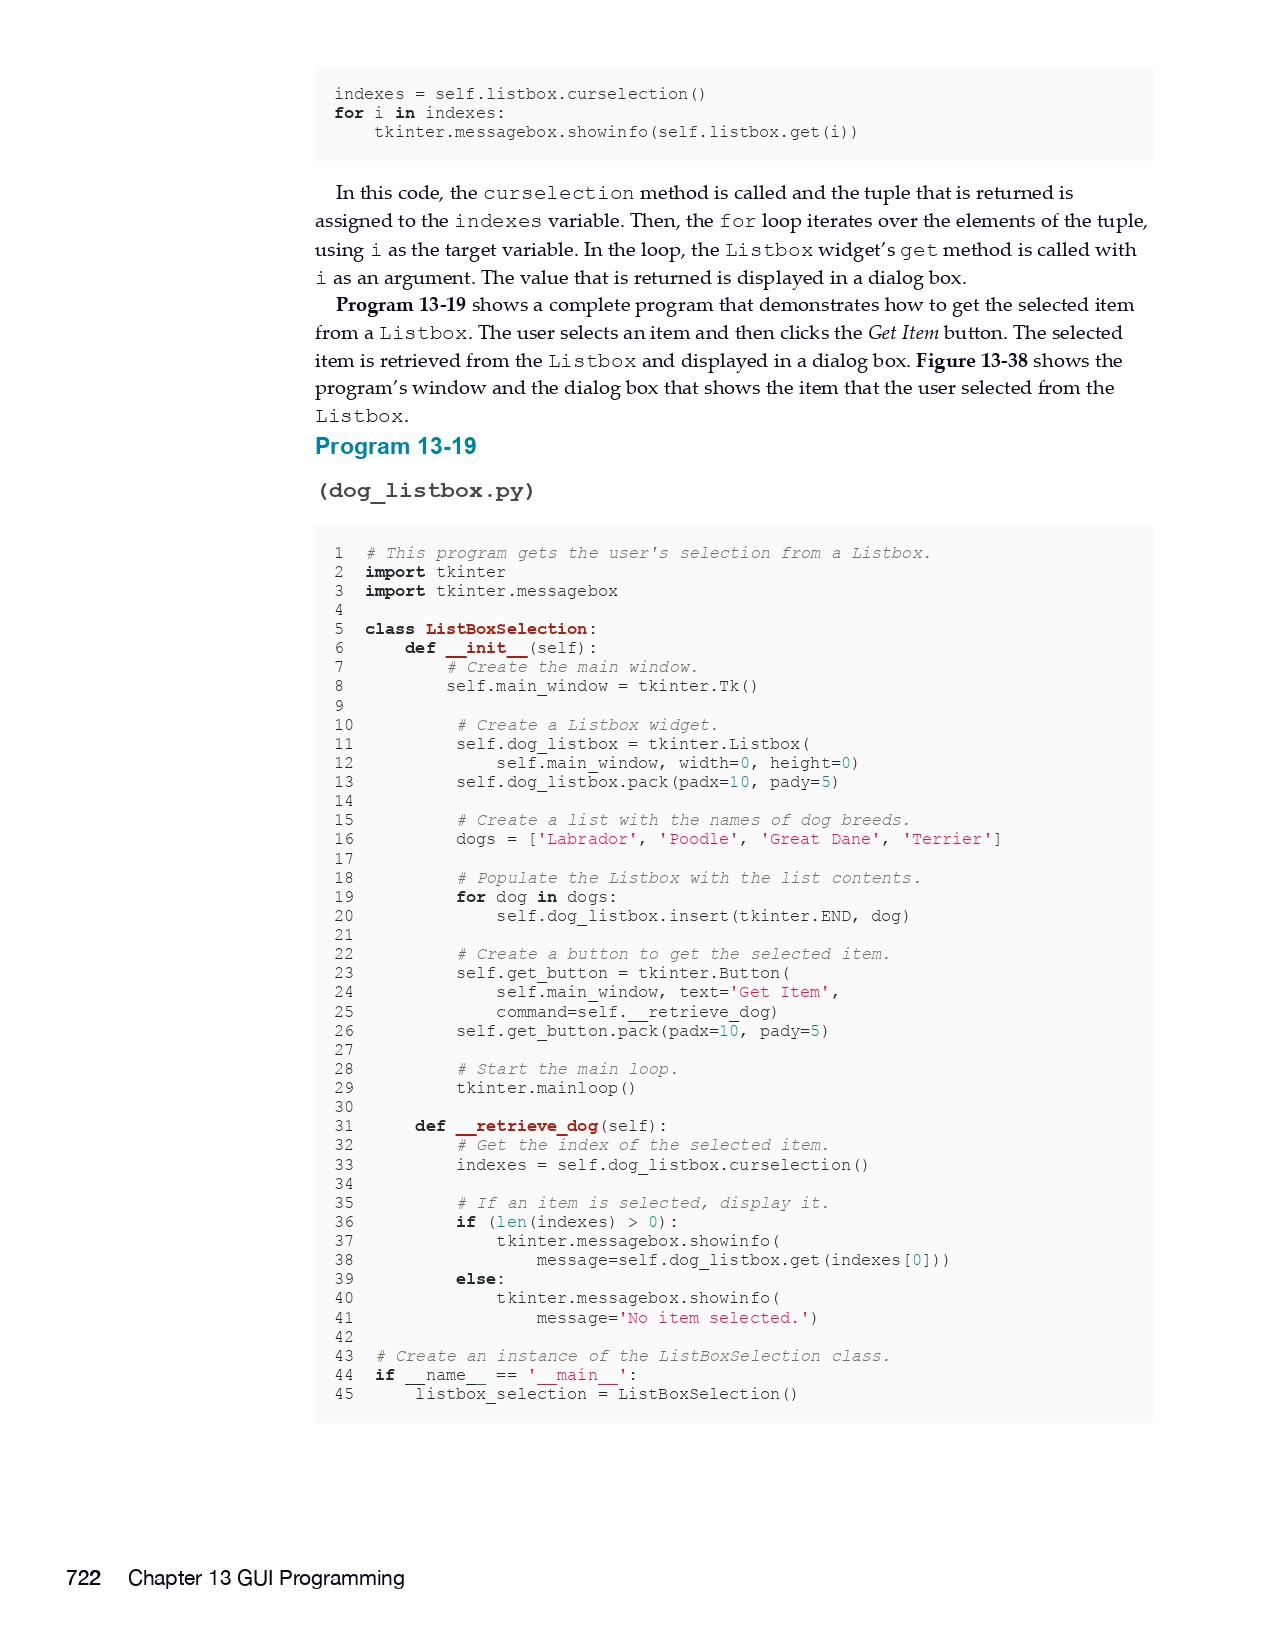 indexes = self.listbox.curselection()
for i in indexes:
    tkinter.messagebox.showinfo(self.listbox.get(i))
In this code, the curselection method is called and the tuple that is returned is
assigned to the indexes variable. Then, the for loop iterates over the elements of the tuple,
using i as the target variable. In the loop, the Listbox widget’s get method is called with
i as an argument. The value that is returned is displayed in a dialog box.
Program 13-19 shows a complete program that demonstrates how to get the selected item
from a Listbox. The user selects an item and then clicks the Get Item button. The selected
item is retrieved from the Listbox and displayed in a dialog box. Figure 13-38 shows the
program’s window and the dialog box that shows the item that the user selected from the
Listbox.
Program 13-19
(dog_listbox.py)
1  # This program gets the user's selection from a Listbox.
2  import tkinter
3  import tkinter.messagebox
4
5  class ListBoxSelection:
6      def __init__(self):
7          # Create the main window.
8          self.main_window = tkinter.Tk()
9
10          # Create a Listbox widget.
11          self.dog_listbox = tkinter.Listbox(
12              self.main_window, width=0, height=0)
13          self.dog_listbox.pack(padx=10, pady=5)
14
15          # Create a list with the names of dog breeds.
16          dogs = ['Labrador', 'Poodle', 'Great Dane', 'Terrier']
17
18          # Populate the Listbox with the list contents.
19          for dog in dogs:
20              self.dog_listbox.insert(tkinter.END, dog)
21
22          # Create a button to get the selected item.
23          self.get_button = tkinter.Button(
24              self.main_window, text='Get Item',
25              command=self.__retrieve_dog)
26          self.get_button.pack(padx=10, pady=5)
27
28          # Start the main loop.
29          tkinter.mainloop()
30
31      def __retrieve_dog(self):
32          # Get the index of the selected item.
33          indexes = self.dog_listbox.curselection()
34
35          # If an item is selected, display it.
36          if (len(indexes) > 0):
37              tkinter.messagebox.showinfo(
38                  message=self.dog_listbox.get(indexes[0]))
39          else:
40              tkinter.messagebox.showinfo(
41                  message='No item selected.')
42
43  # Create an instance of the ListBoxSelection class.
44  if __name__ == '__main__':
45      listbox_selection = ListBoxSelection()
722 Chapter 13 GUI Programming